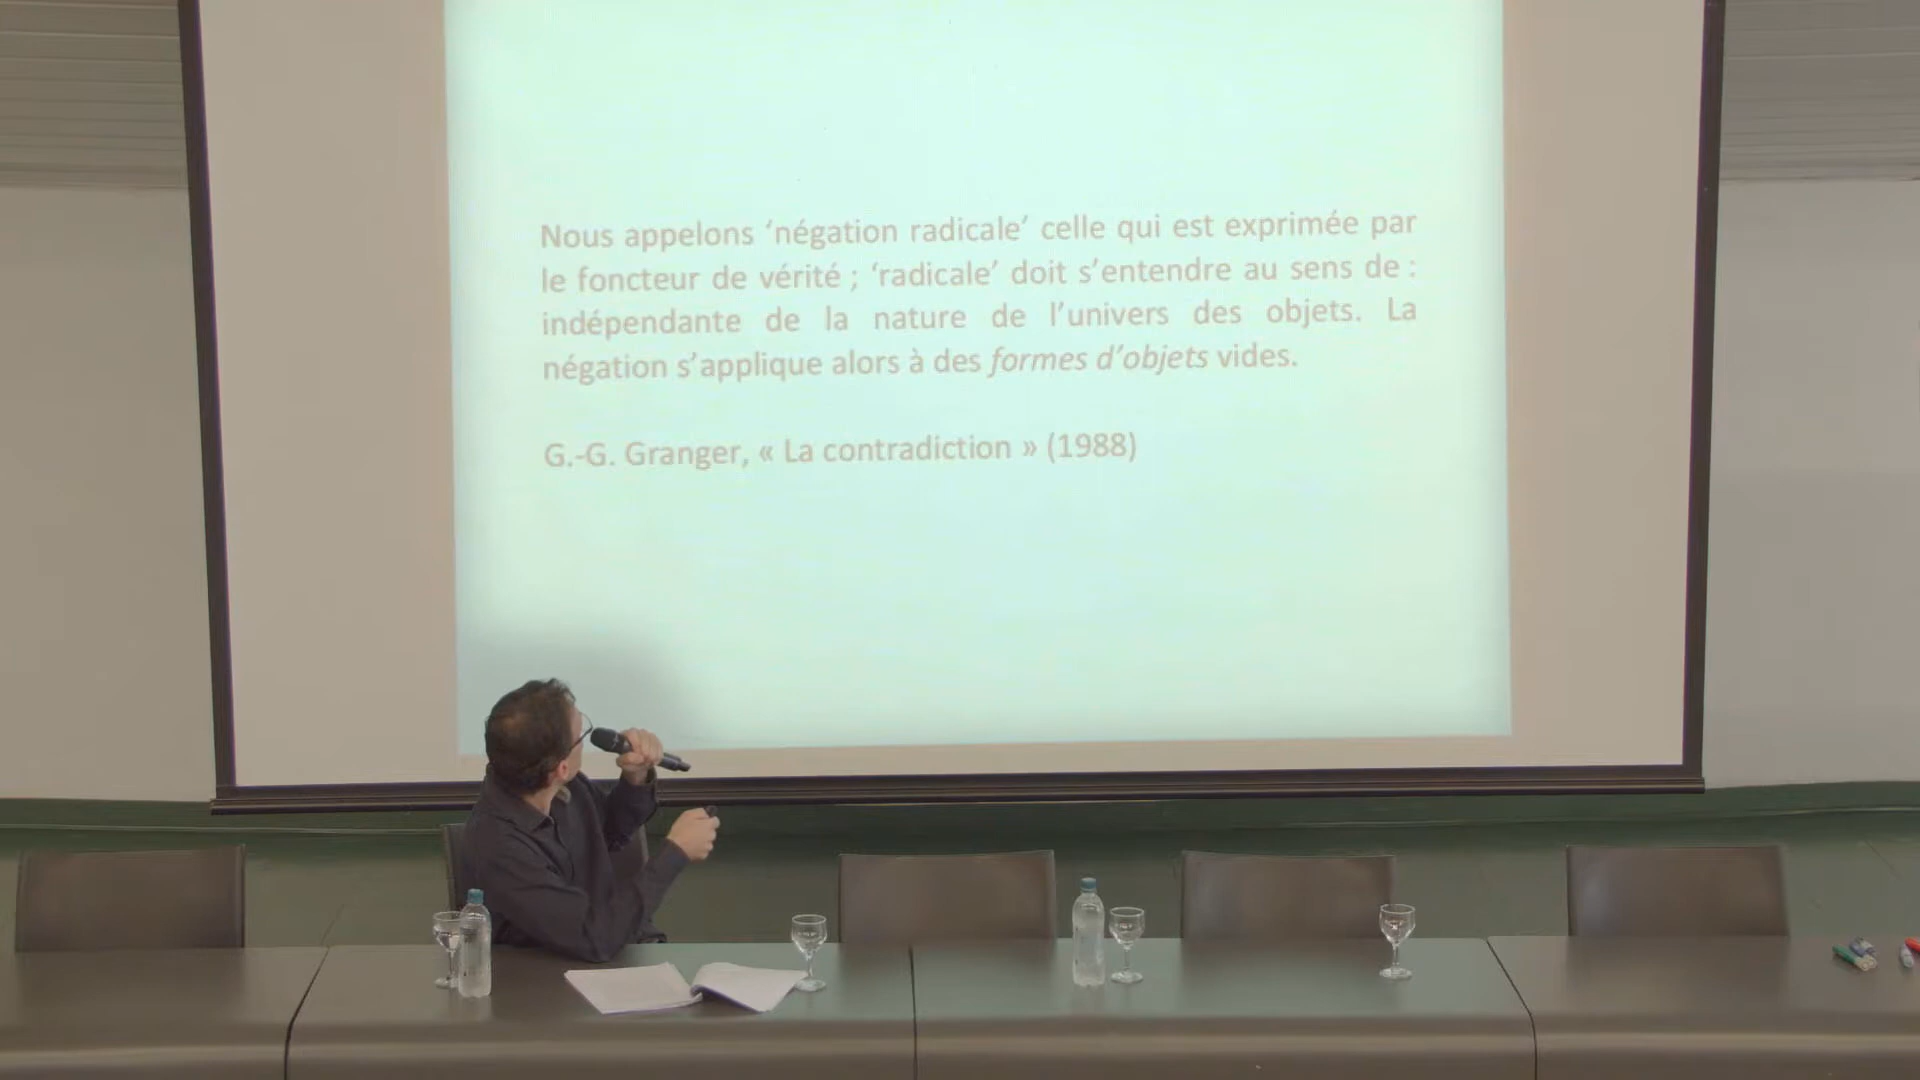 Nous appelons ‘négation radicale’ celle qui est exprimée par
le foncteur de vérité ; ‘radicale’ doit s’entendre au sens de :
indépendante de la nature de l’univers des objets. La
négation s’applique alors à des formes d’objets vides.
G.-G. Granger, « La contradiction » (1988)